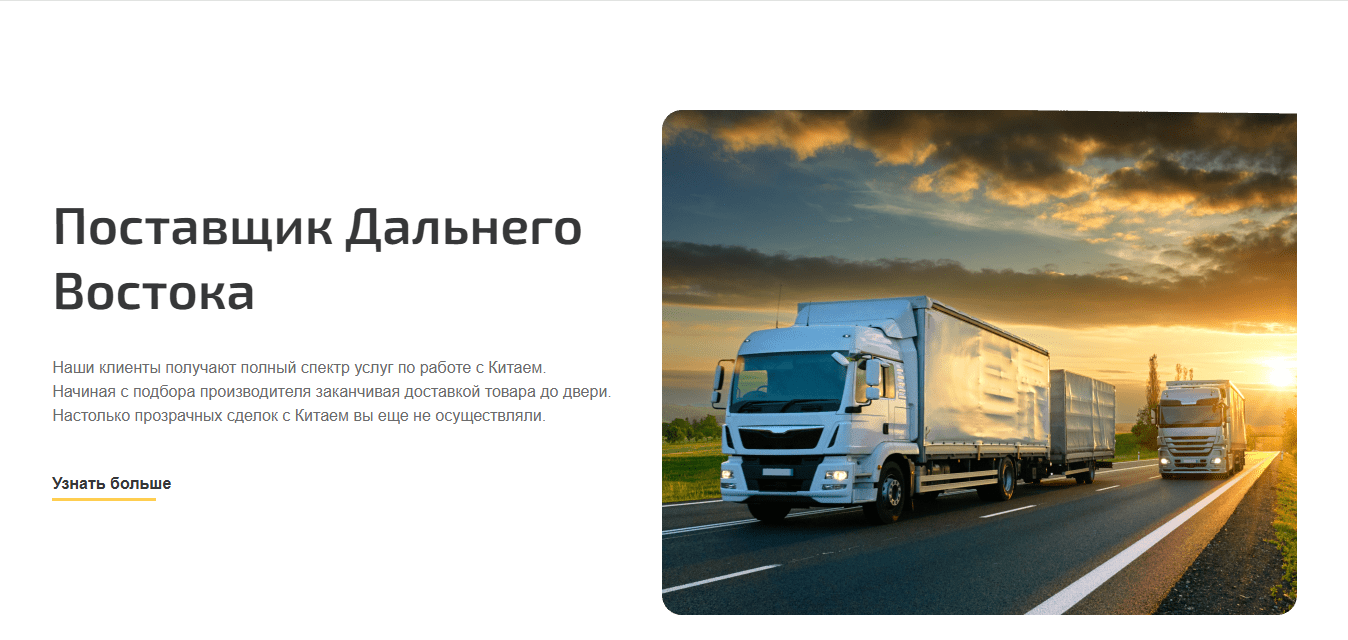 Поставщик Дальнего
Востока
Наши клиенты получают полный спектр услуг по работе с Китаем.
Начиная с подбора производителя заканчивая доставкой товара до двери.
Настолько прозрачных сделок с Китаем вы еще не осуществляли.
Узнать больше